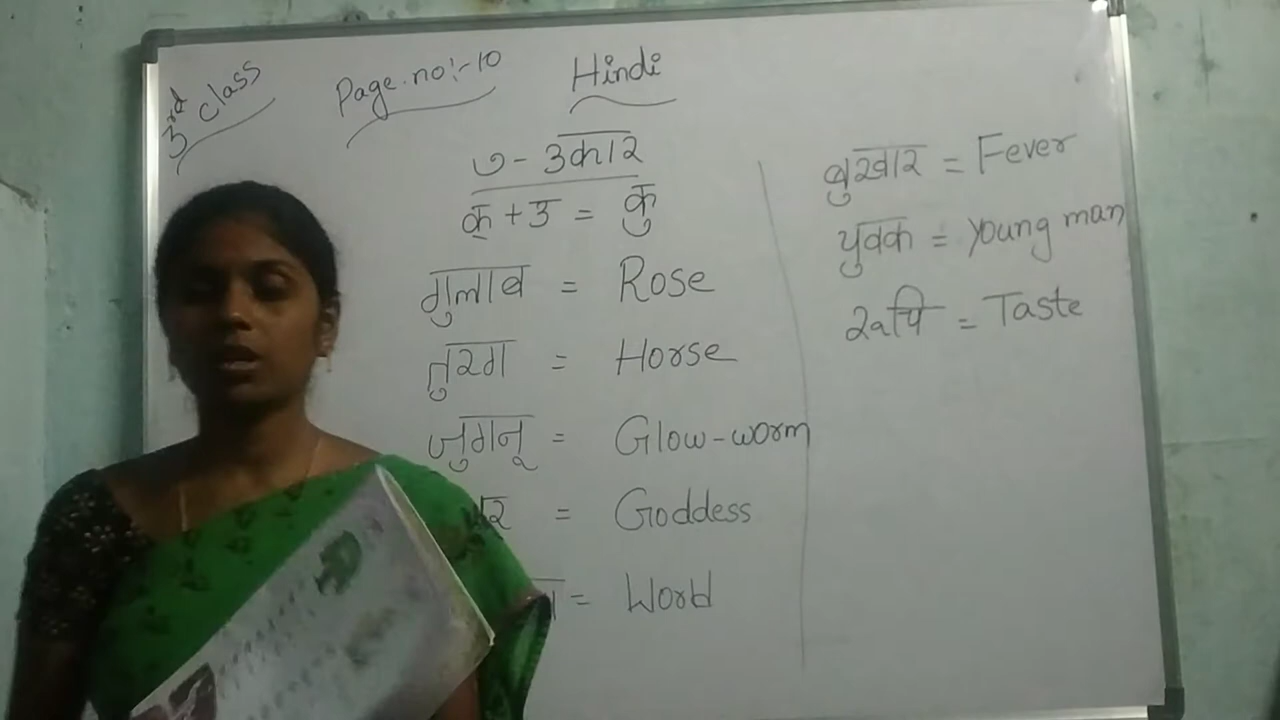 3rd class
Page.no:-10
Hindi
ु - उकार
क् + उ = कु
गुलाब = Rose
तुरग = Horse
जुगनू = Glow-worm
= Goddess
= World
बुखार = Fever
युवक = young man
= Taste